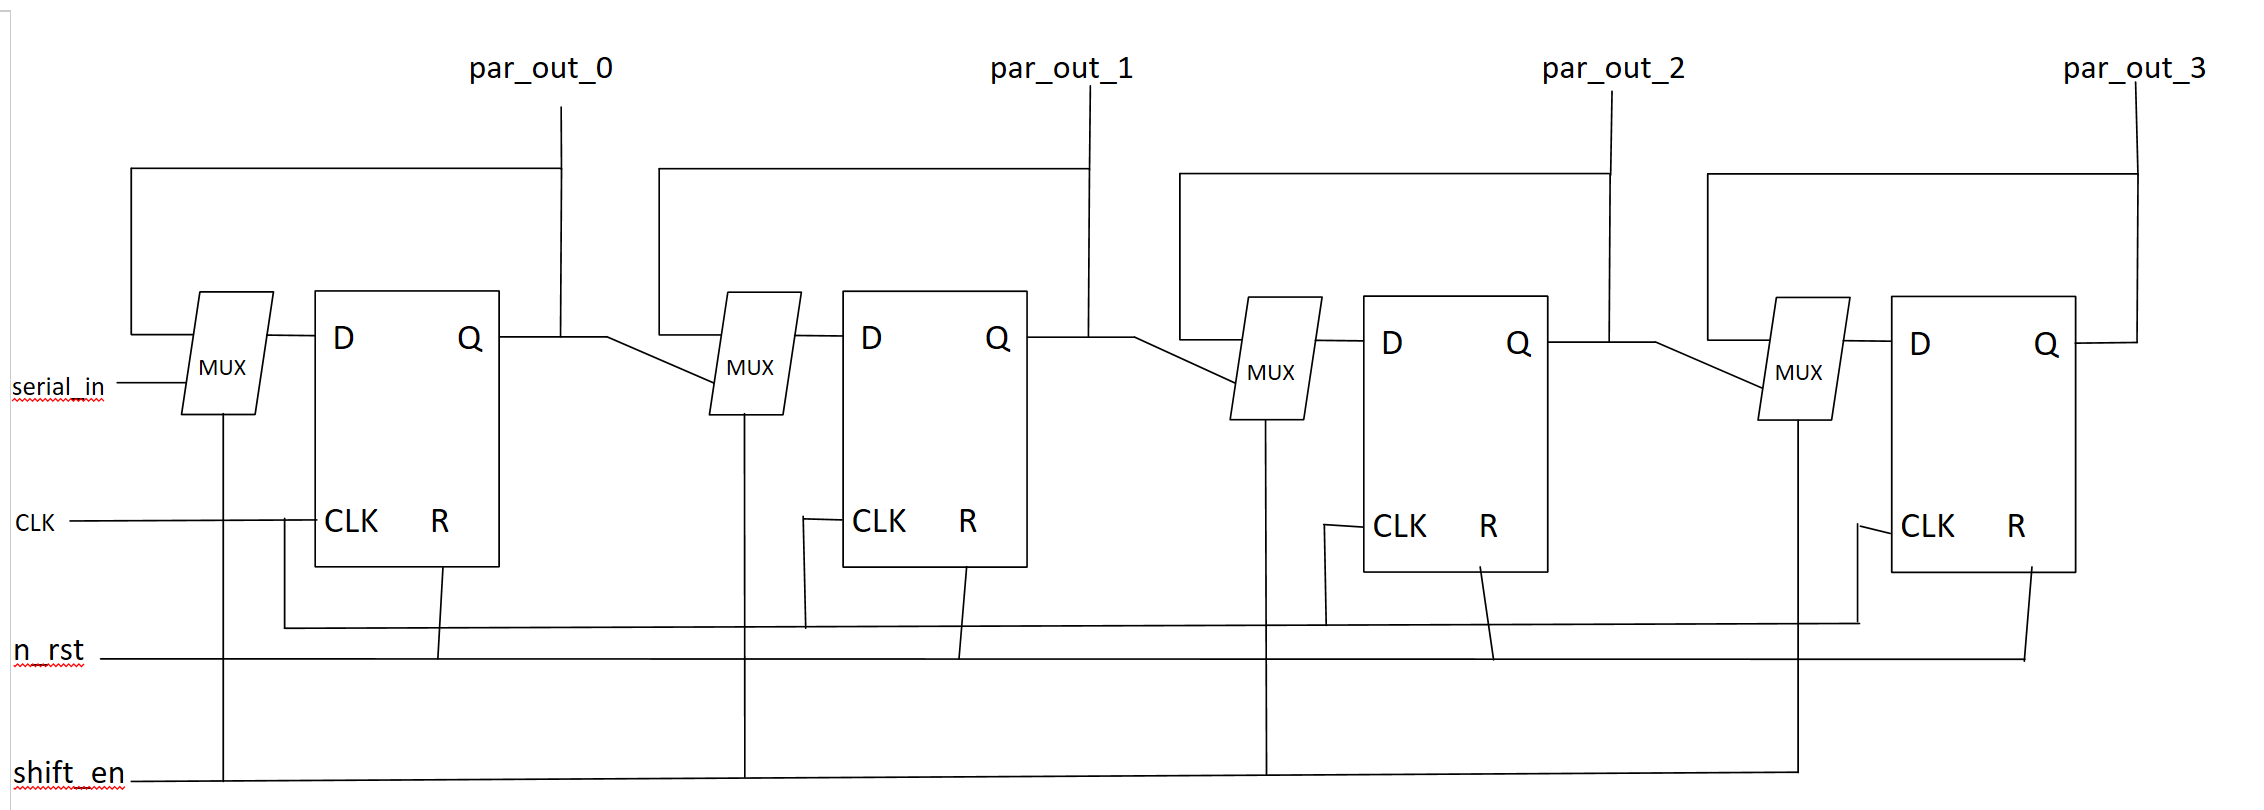 par_out_0
par_out_1
par_out_2
par_out_3
MUX
D
Q
MUX
D
Q
MUX
D
Q
MUX
D
Q
serial_in
CLK
CLK
R
CLK
R
CLK
R
CLK
R
n_rst
shift_en